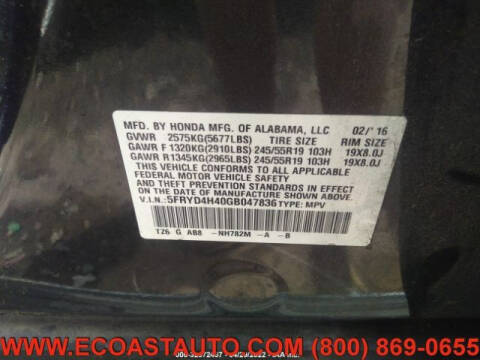 MFD. BY HONDA MFG. OF ALABAMA, LLC 02/'16
GVWR 2575KG(5677LBS) TIRE SIZE RIM SIZE
GAWR F 1320KG(2910LBS) 245/55R19 103H 19X8.0J
GAWR R1345KG(2965LBS) 245/55R19 103H 19X8.0J
THIS VEHICLE CONFORMS TO ALL APPLICABLE
FEDERAL MOTOR VEHICLE SAFETY AND THEFT
PREVENTION STANDARDS IN EFFECT ON THE
DATE OF MANUFACTURE SHOWN ABOVE.
V.I.N.:5FRYD4H40GB047836 TYPE: MPV
TZ6 G AB8 -NH782M -A -B
WWW.ECOASTAUTO.COM (800) 869-0655